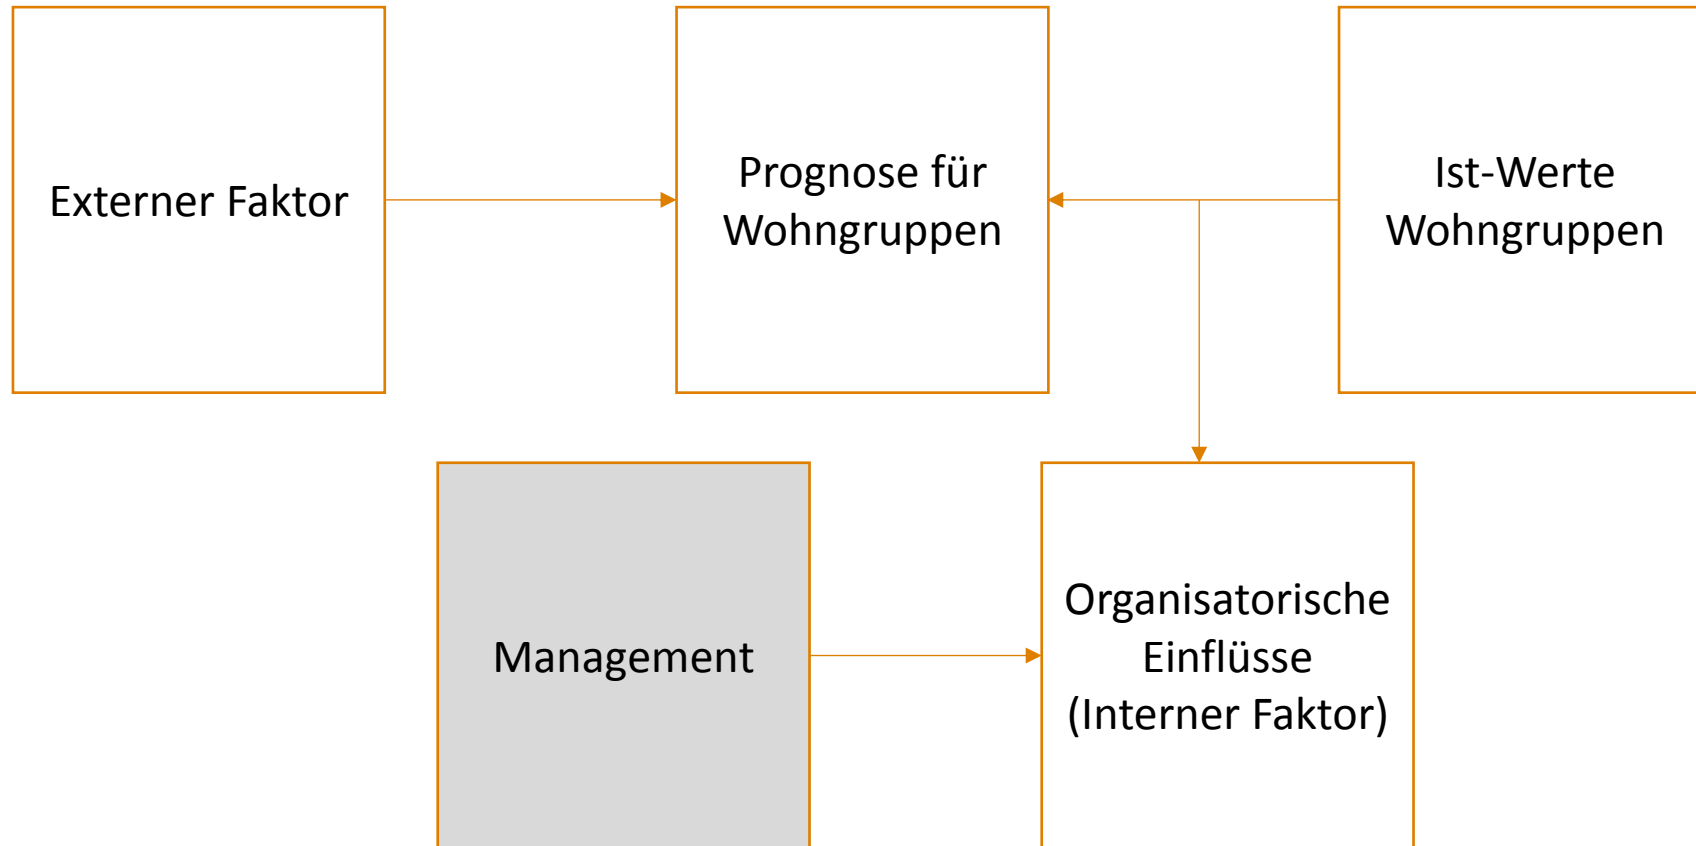 Externer Faktor
Prognose für
Wohngruppen
Ist-Werte
Wohngruppen
Management
Organisatorische
Einflüsse
(Interner Faktor)